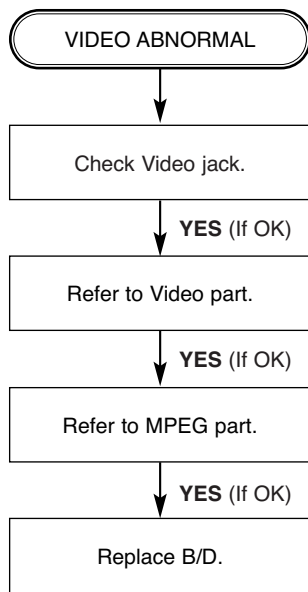 VIDEO ABNORMAL
Check Video jack.
YES (If OK)
Refer to Video part.
YES (If OK)
Refer to MPEG part.
YES (If OK)
Replace B/D.